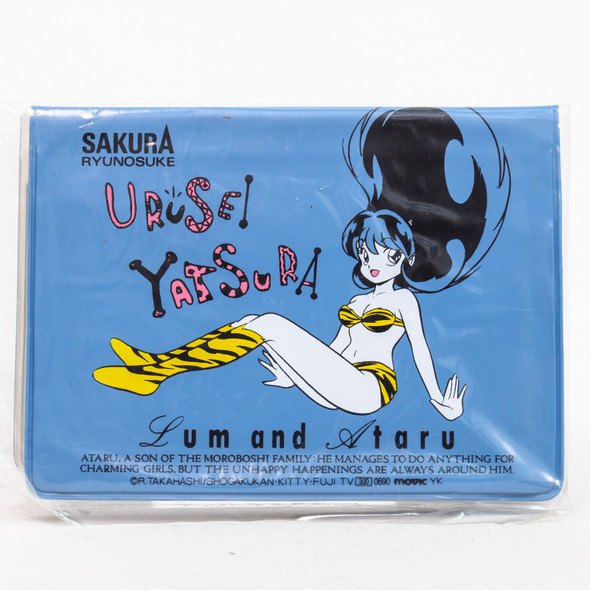 SAKURA
RYUNOSUKE
URUSEI
YATSURA
Lum and Ataru
ATARU, A SON OF THE MOROBOSHI FAMILY: HE MANAGES TO DO ANYTHING FOR
CHARMING GIRLS, BUT THE UNHAPPY HAPPENINGS ARE ALWAYS AROUND HIM.
©R.TAKAHASHI/SHOGAKUKAN·KITTY·FUJI TV 300 0690 movic YK